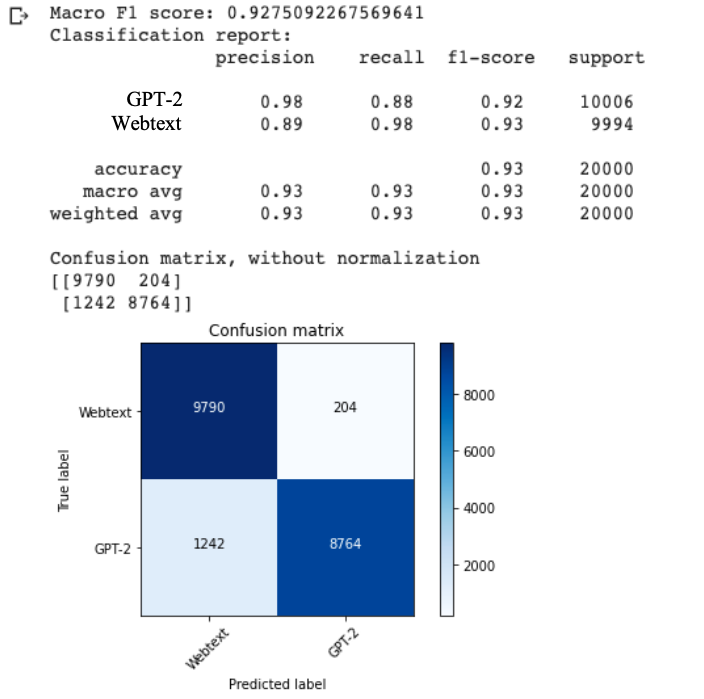 Macro F1 score: 0.9275092267569641
Classification report:
precision recall f1-score support
GPT-2 0.98 0.88 0.92 10006
Webtext 0.89 0.98 0.93 9994
accuracy 0.93 20000
macro avg 0.93 0.93 0.93 20000
weighted avg 0.93 0.93 0.93 20000
Confusion matrix, without normalization
[[9790 204]
[1242 8764]]
Confusion matrix
Webtext 9790 204
GPT-2 1242 8764
True label
Webtext GPT-2
Predicted label
8000
6000
4000
2000